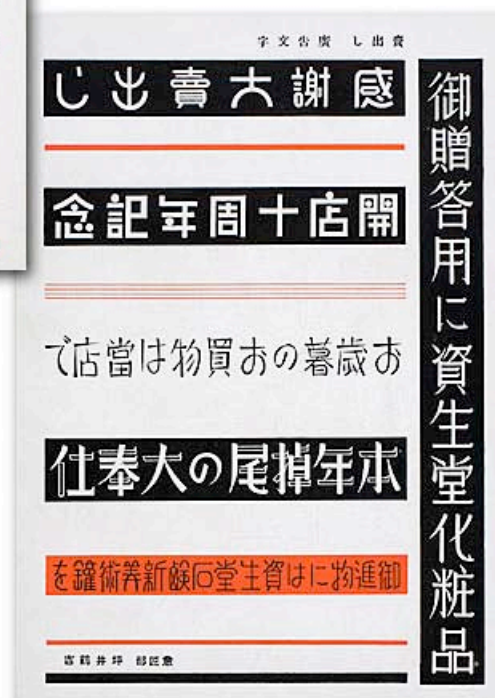 賣出し 廣告文字
御贈答用に資生堂化粧品
感謝大賣出し
開店十周年記念
お歳暮のお買物は當店で
本年掉尾の大奉仕
御進物には資生堂石鹸新美術鑵を
意匠部 坪井鶴吉